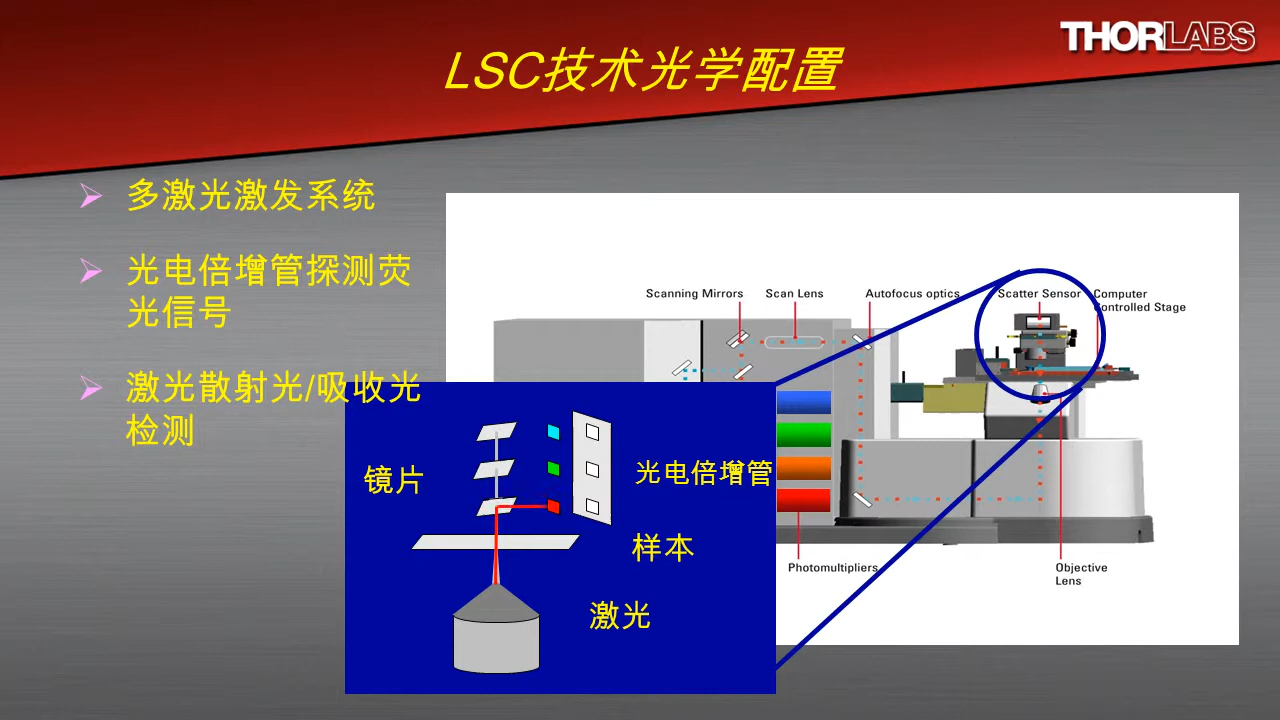 THORLABS
LSC技术光学配置
多激光激发系统
光电倍增管探测荧
光信号
激光散射光/吸收光
检测
Scanning Mirrors
Scan Lens
Autofocus optics
Scatter Sensor
Computer
Controlled Stage
镜片
光电倍增管
样本
激光
Photomultipliers
Objective
Lens